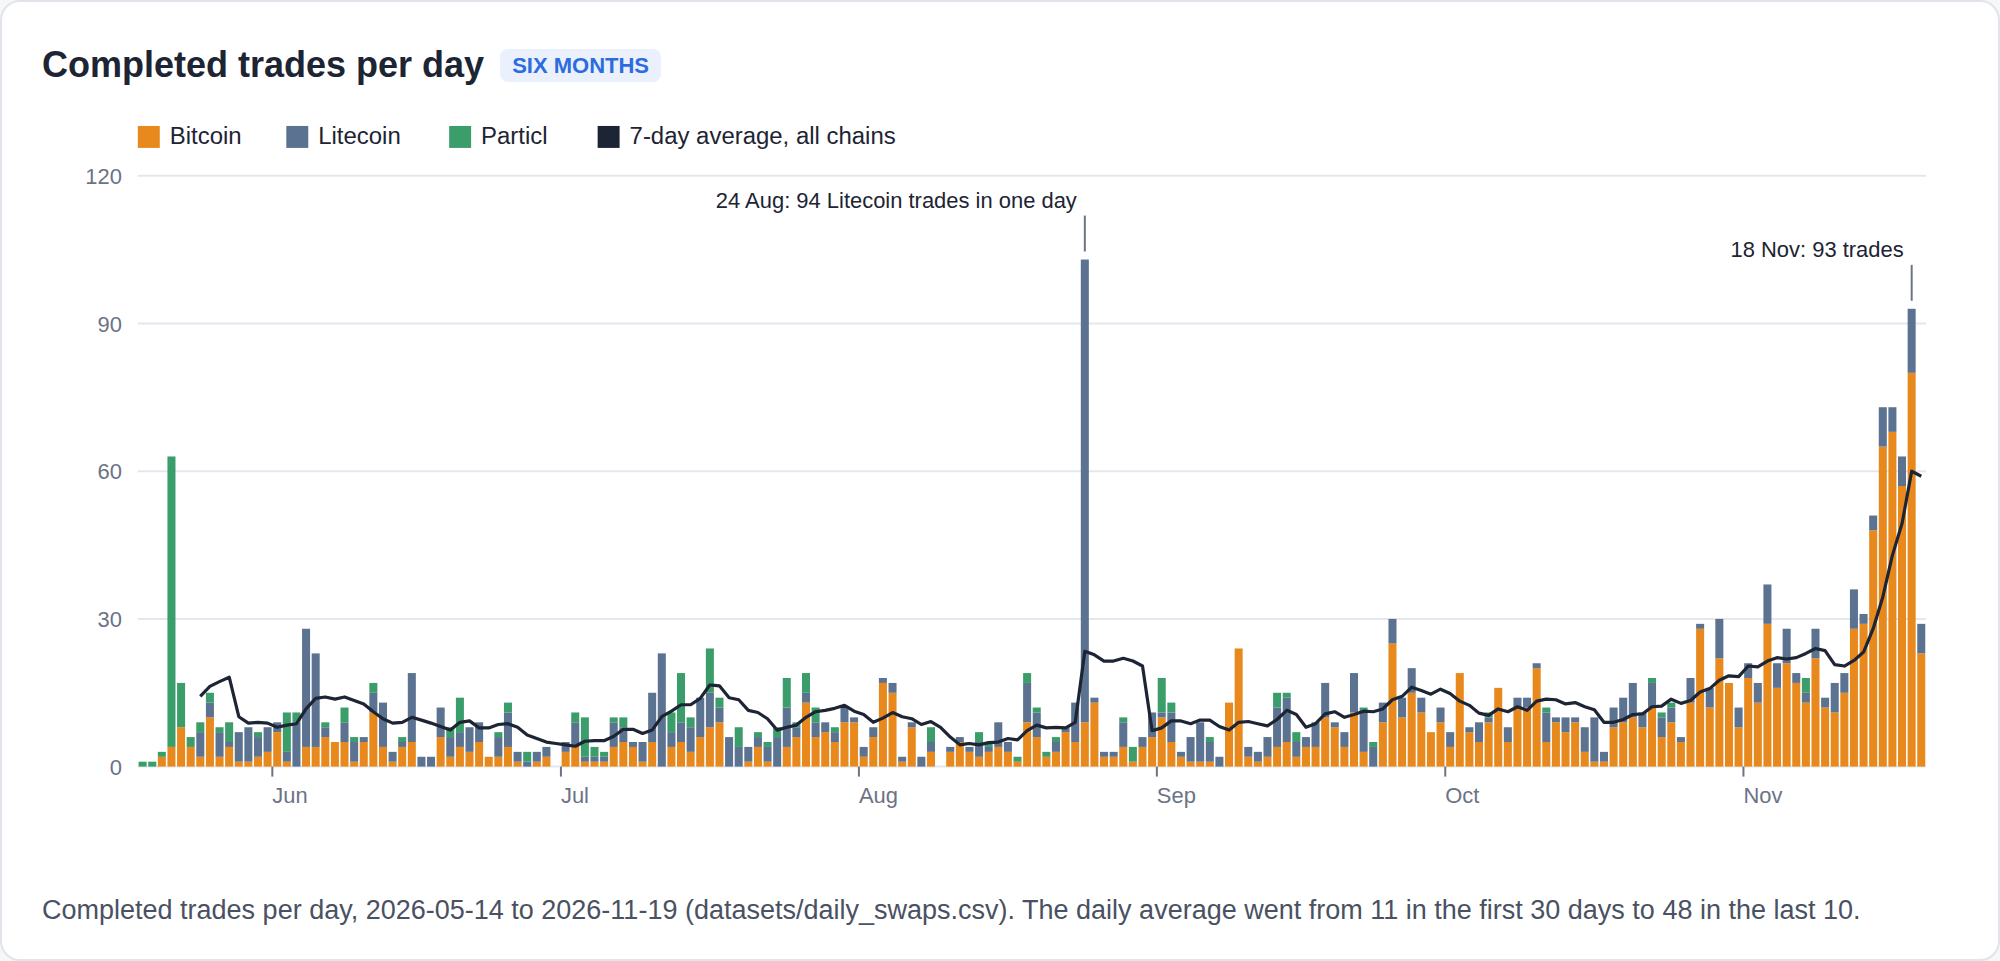 Completed trades per day SIX MONTHS
Bitcoin Litecoin Particl 7-day average, all chains
120
24 Aug: 94 Litecoin trades in one day
18 Nov: 93 trades
90
60
30
0
Jun Jul Aug Sep Oct Nov
Completed trades per day, 2026-05-14 to 2026-11-19 (datasets/daily_swaps.csv). The daily average went from 11 in the first 30 days to 48 in the last 10.